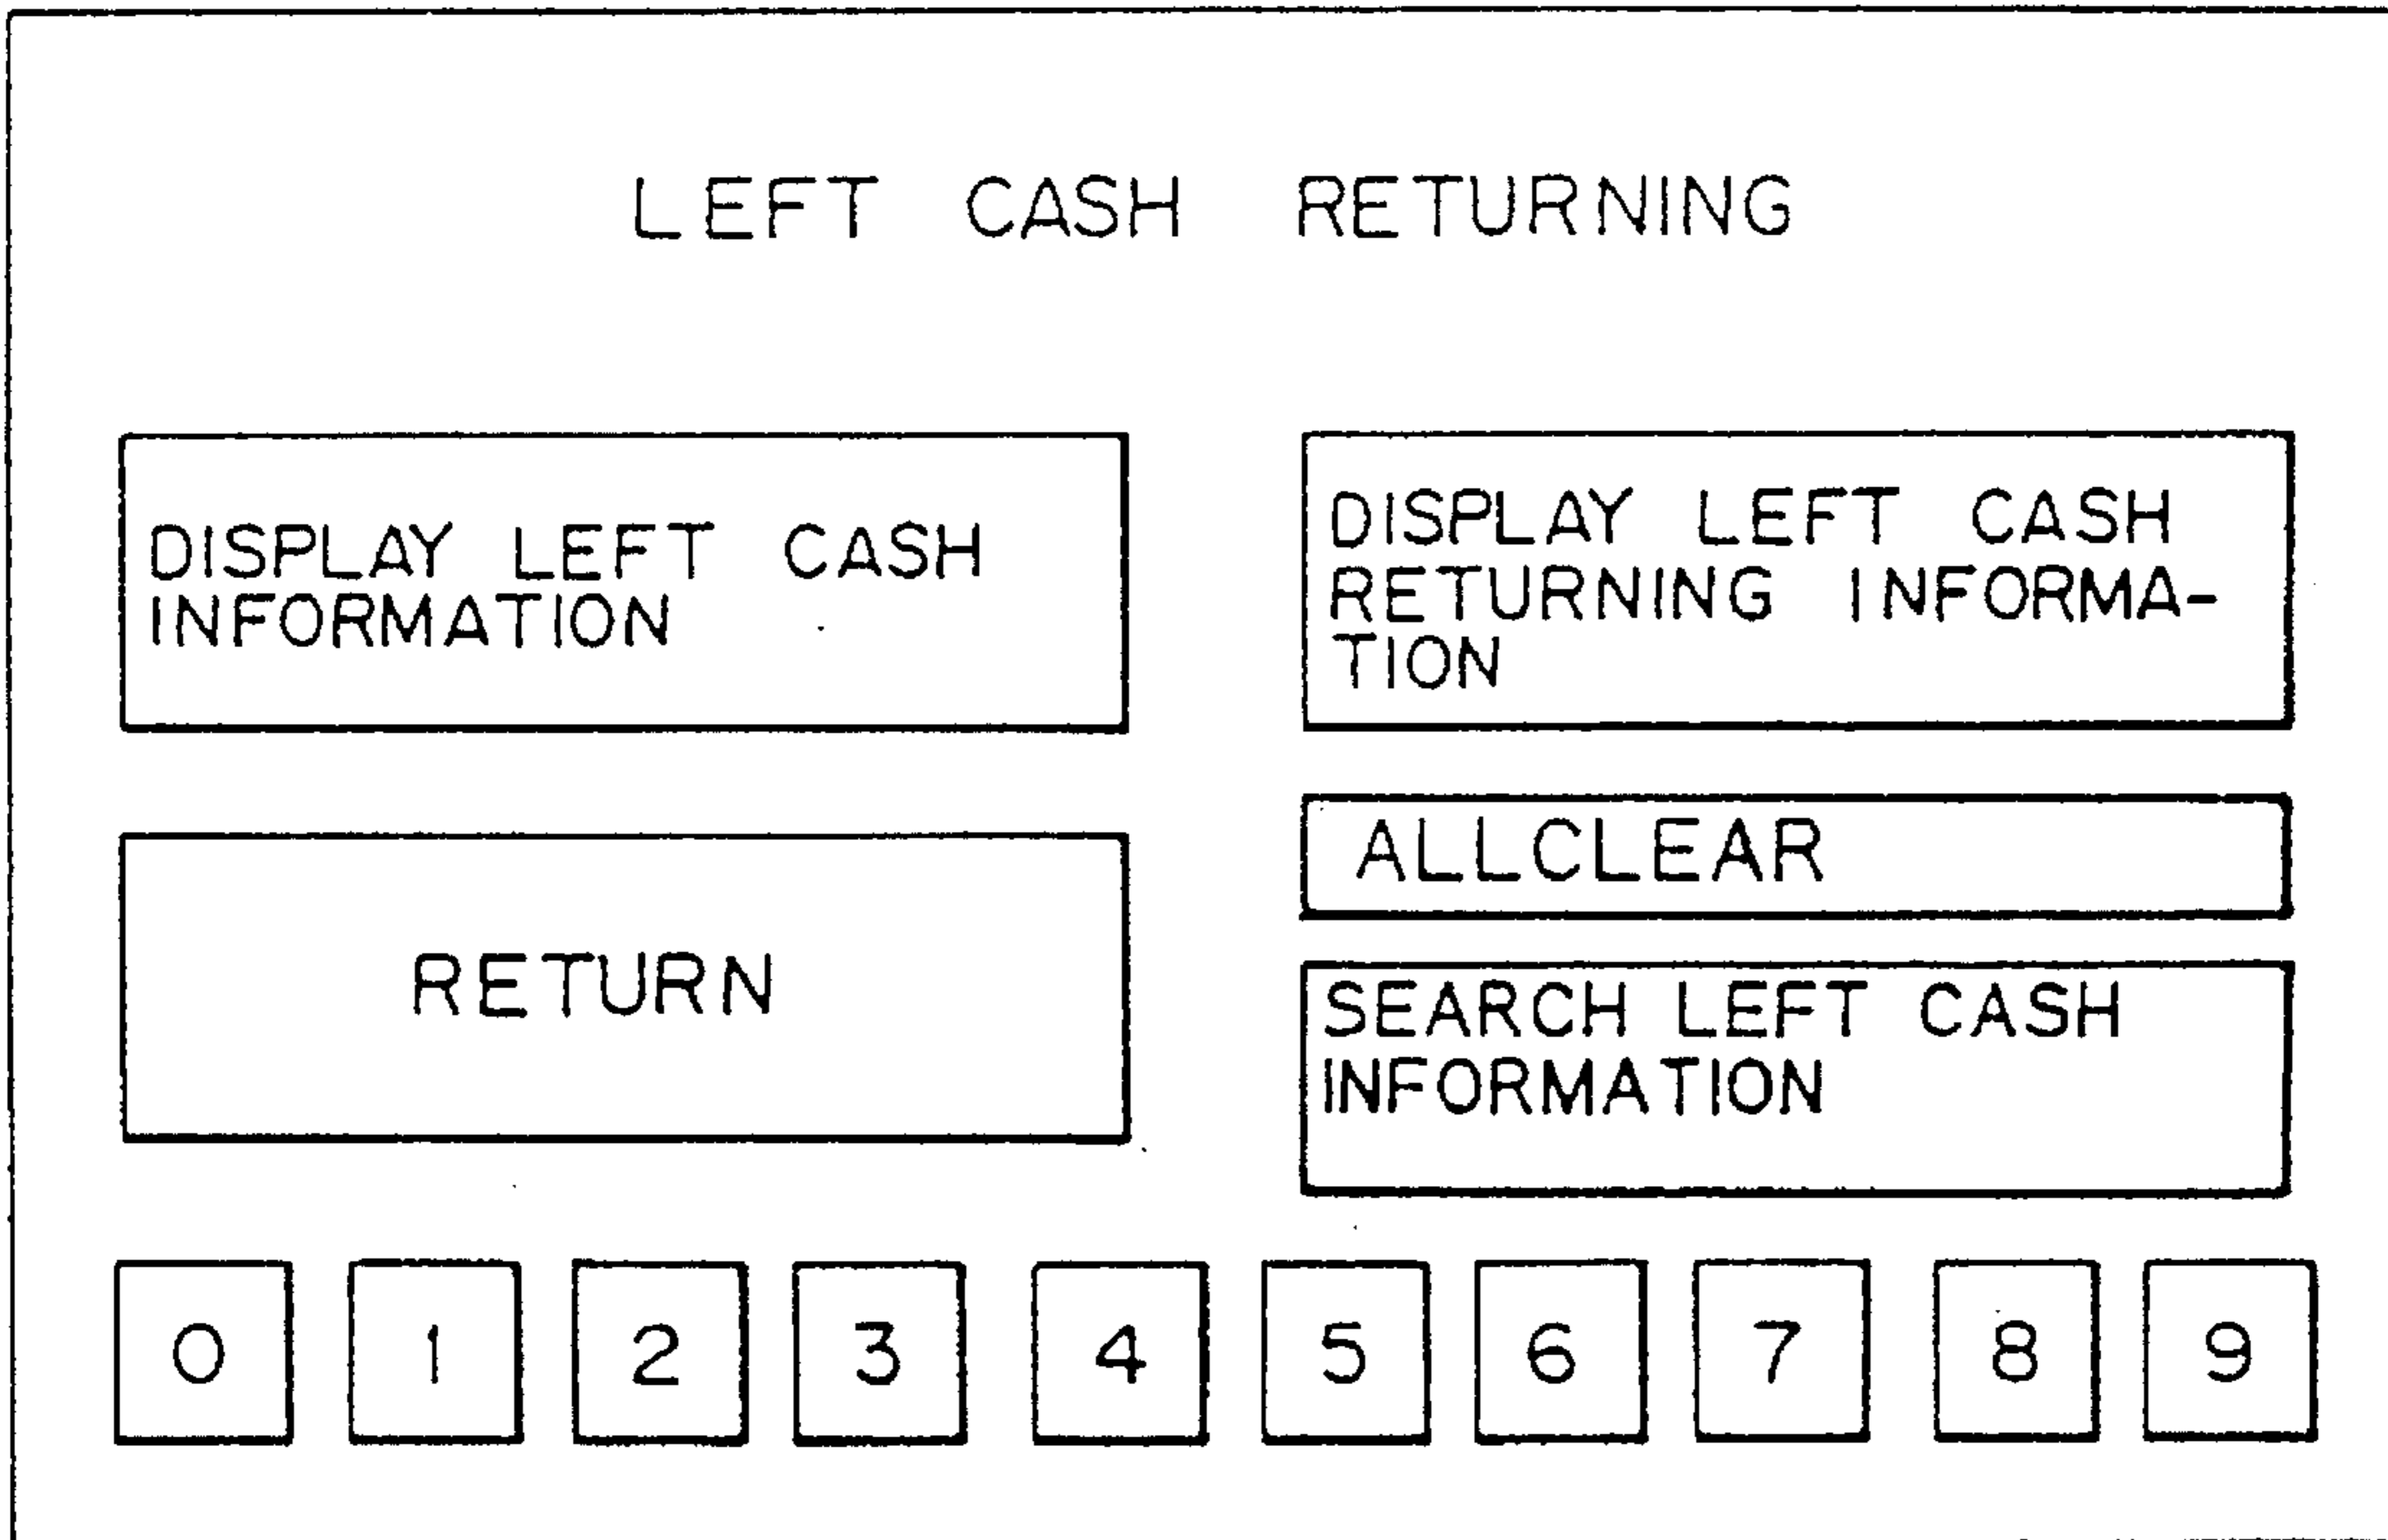 LEFT CASH RETURNING
DISPLAY LEFT CASH
INFORMATION
DISPLAY LEFT CASH
RETURNING INFORMA-
TION
RETURN
ALLCLEAR
SEARCH LEFT CASH
INFORMATION
0 1 2 3 4 5 6 7 8 9